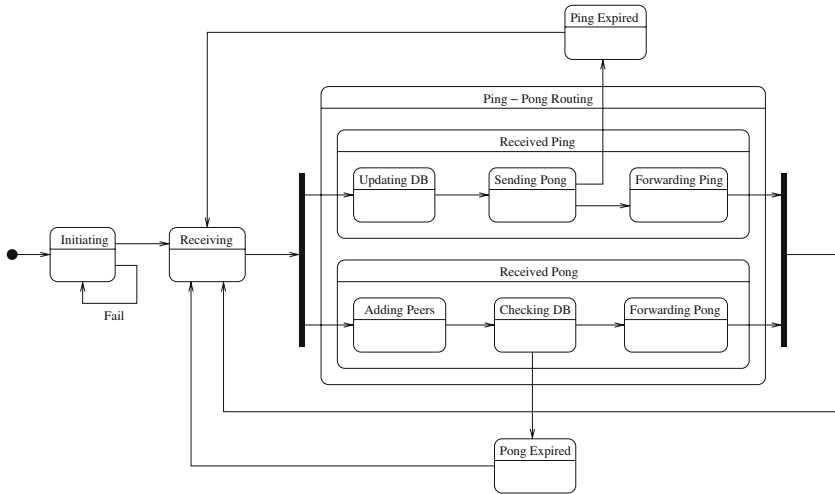 Ping Expired
Ping – Pong Routing
Received Ping
Updating DB
Sending Pong
Forwarding Ping
Initiating
Receiving
Fail
Received Pong
Adding Peers
Checking DB
Forwarding Pong
Pong Expired